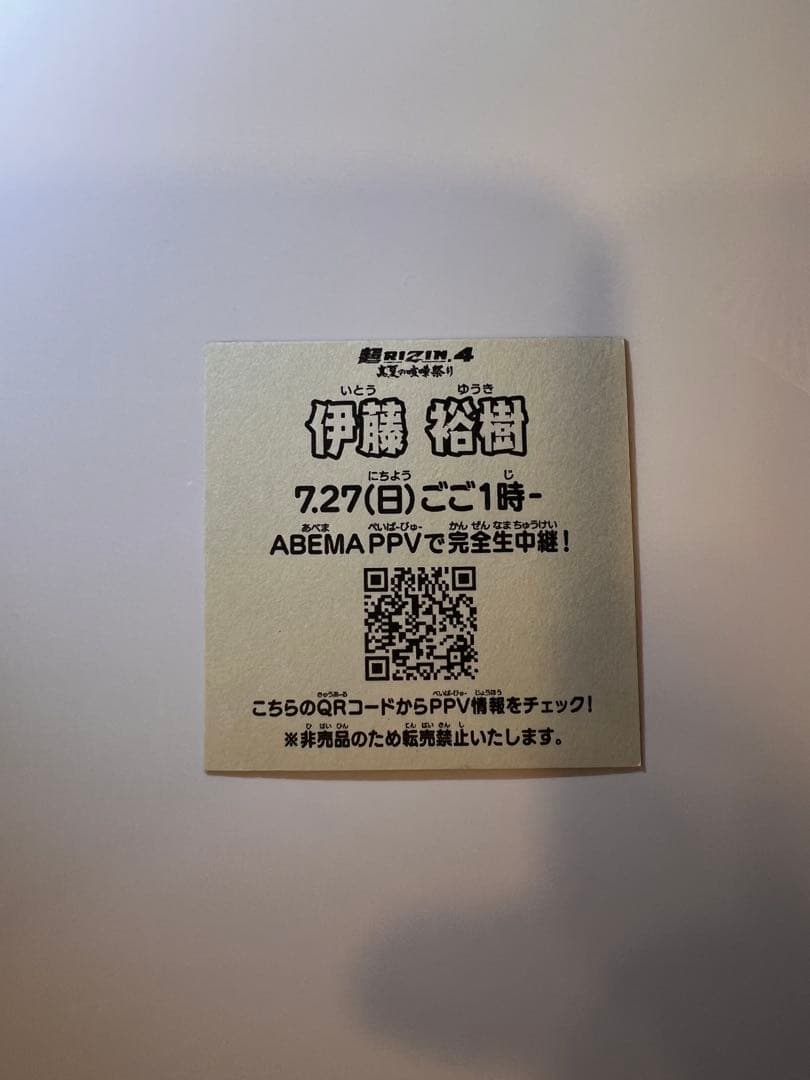 超RIZIN.4
真夏の喧嘩祭り
いとう ゆうき
伊藤 裕樹
にちよう じ
7.27(日)ごご1時-
あべま ぺいぱーびゅー かんぜんなまちゅうけい
ABEMA PPVで完全生中継!
きゅうあーる ぺいぱーびゅー じょうほう
こちらのQRコードからPPV情報をチェック!
ひばいひん てんばいきんし
※非売品のため転売禁止いたします。